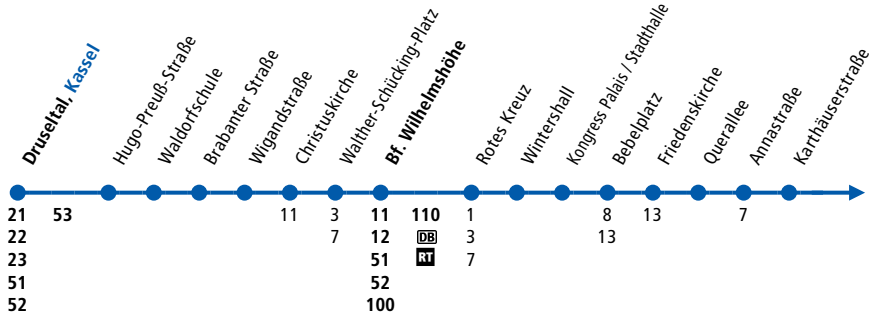 Druseltal, Kassel
Hugo-Preuß-Straße
Waldorfschule
Brabanter Straße
Wigandstraße
Christuskirche
Walther-Schücking-Platz
Bf. Wilhelmshöhe
Rotes Kreuz
Wintershall
Kongress Palais / Stadthalle
Bebelplatz
Friedenskirche
Querallee
Annastraße
Karthäuserstraße
21 53 11 3 11 110 1 8 13 7
22 7 12 DB 3 13
23 51 RT 7
51 52
52 100